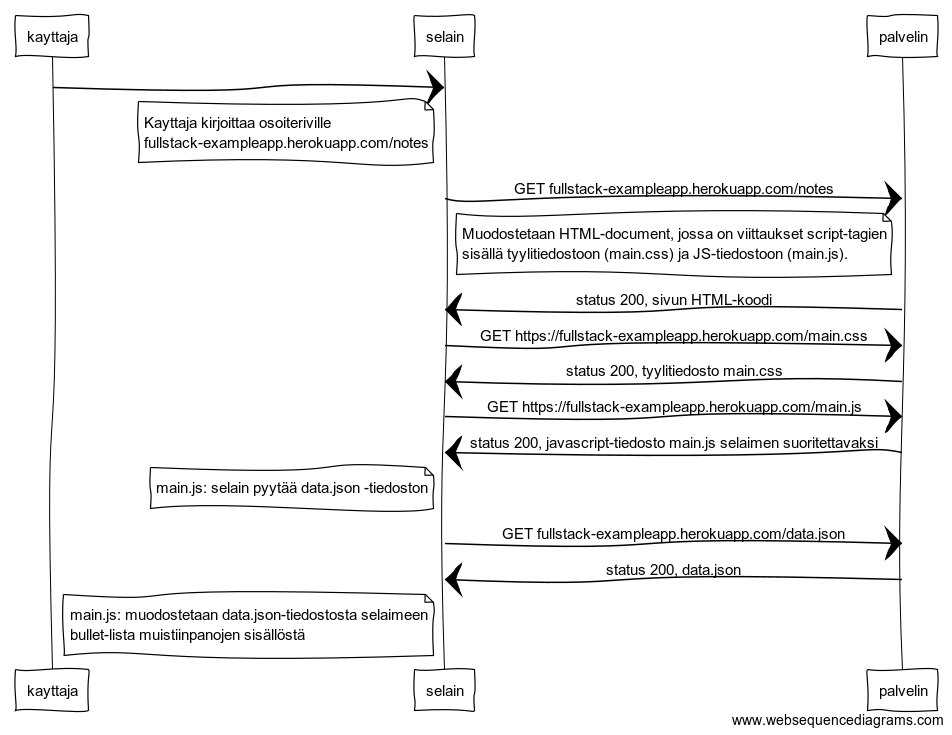 kayttaja
selain
palvelin
Kayttaja kirjoittaa osoiteriville
fullstack-exampleapp.herokuapp.com/notes
GET fullstack-exampleapp.herokuapp.com/notes
Muodostetaan HTML-document, jossa on viittaukset script-tagien
sisällä tyylitiedostoon (main.css) ja JS-tiedostoon (main.js).
status 200, sivun HTML-koodi
GET https://fullstack-exampleapp.herokuapp.com/main.css
status 200, tyylitiedosto main.css
GET https://fullstack-exampleapp.herokuapp.com/main.js
status 200, javascript-tiedosto main.js selaimen suoritettavaksi
main.js: selain pyytää data.json -tiedoston
GET fullstack-exampleapp.herokuapp.com/data.json
status 200, data.json
main.js: muodostetaan data.json-tiedostosta selaimeen
bullet-lista muistiinpanojen sisällöstä
kayttaja
selain
palvelin
www.websequencediagrams.com